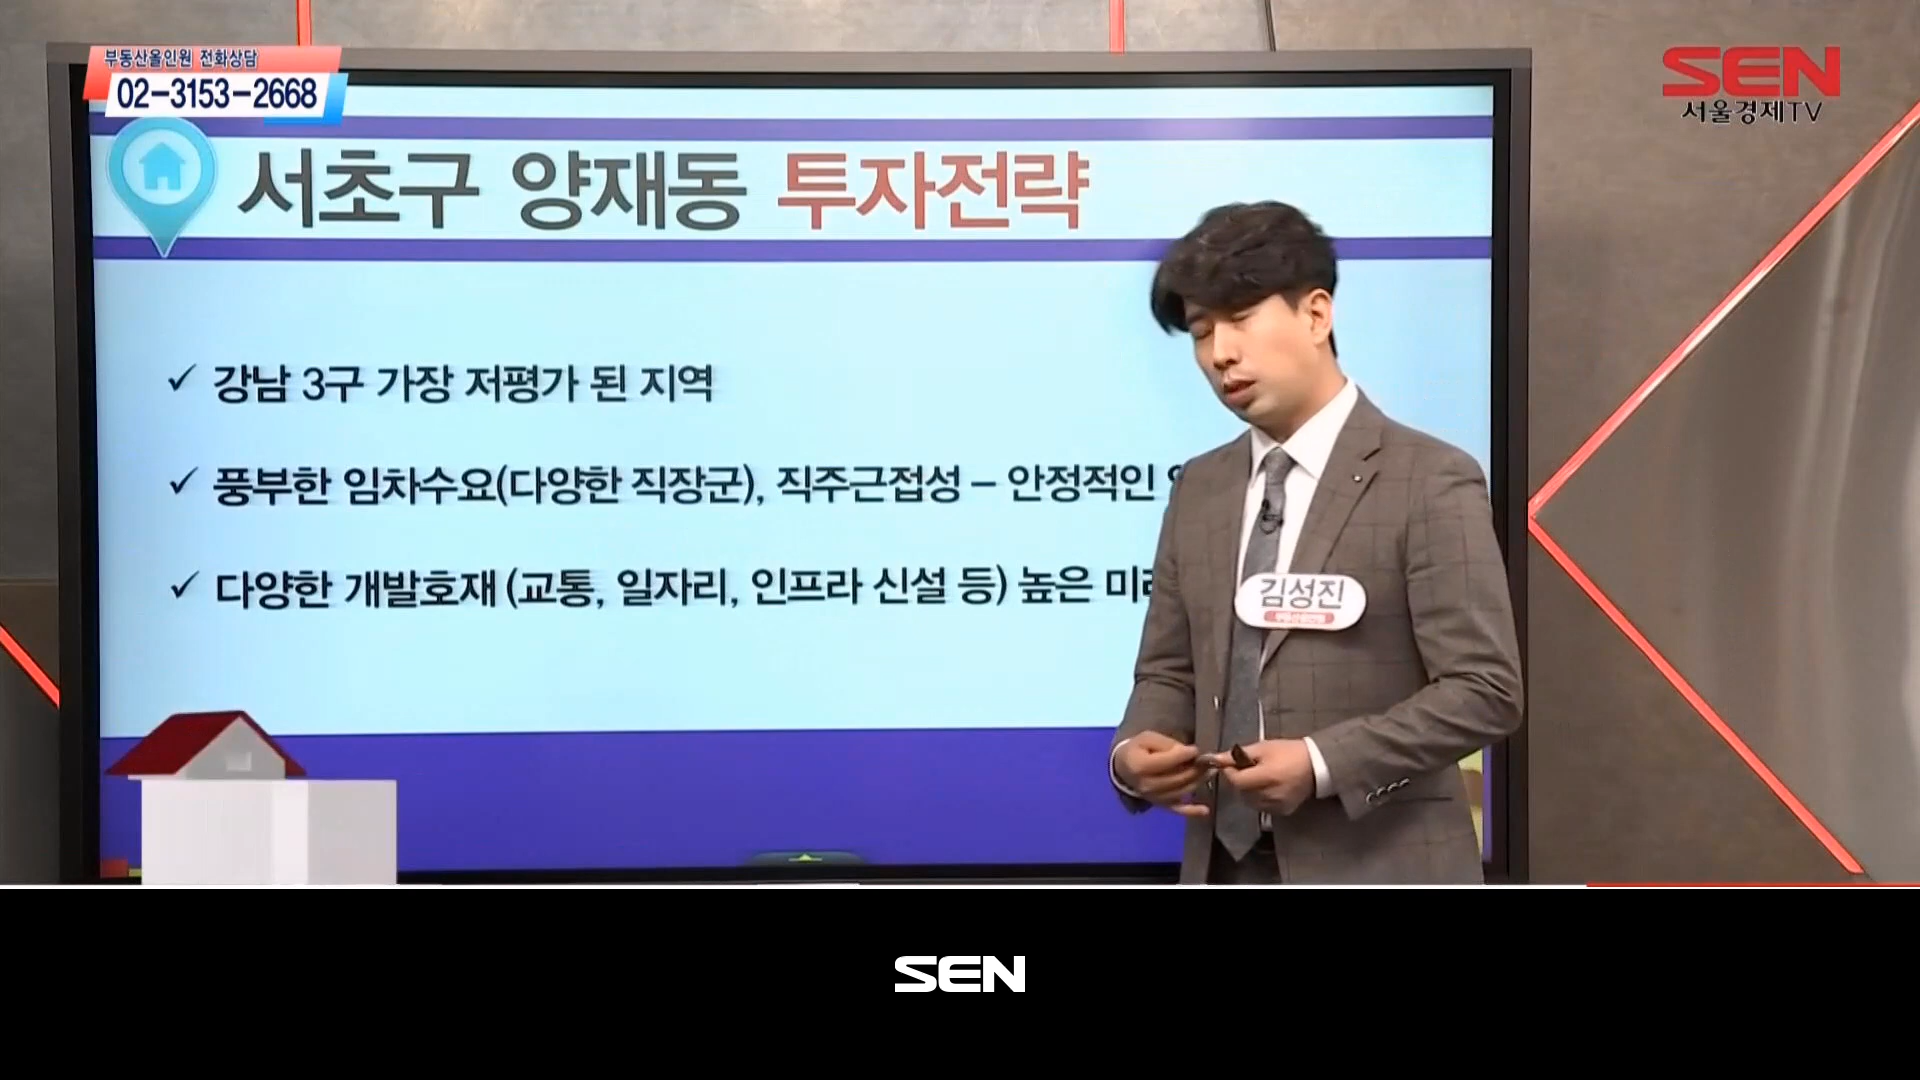 부동산올인원 전화상담
02-3153-2668
SEN
서울경제TV
서초구 양재동 투자전략
✓ 강남 3구 가장 저평가 된 지역
✓ 풍부한 임차수요(다양한 직장군), 직주근접성 – 안정적인
✓ 다양한 개발호재 (교통, 일자리, 인프라 신설 등) 높은
김성진
SEN